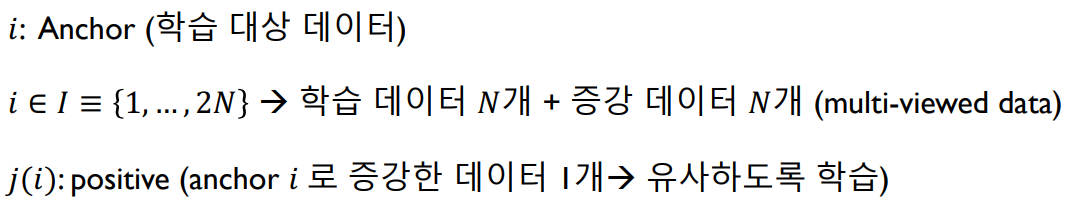 i: Anchor (학습 대상 데이터)
i ∈ I ≡ {1, … , 2N} → 학습 데이터 N개 + 증강 데이터 N개 (multi-viewed data)
j(i): positive (anchor i 로 증강한 데이터 1개→ 유사하도록 학습)